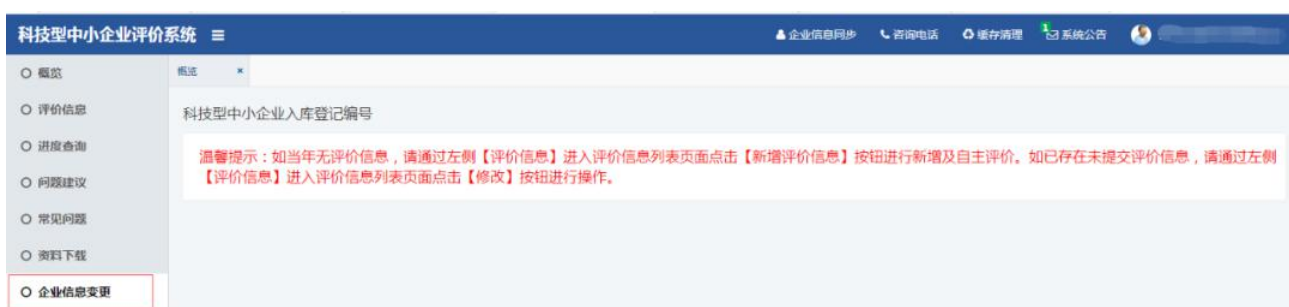 科技型中小企业评价系统
企业信息同步 咨询电话 缓存清理 1 系统公告
概览
概览 ×
评价信息
科技型中小企业入库登记编号
进度查询
温馨提示：如当年无评价信息，请通过左侧【评价信息】进入评价信息列表页面点击【新增评价信息】按钮进行新增及自主评价。如已存在未提交评价信息，请通过左侧
【评价信息】进入评价信息列表页面点击【修改】按钮进行操作。
问题建议
常见问题
资料下载
企业信息变更